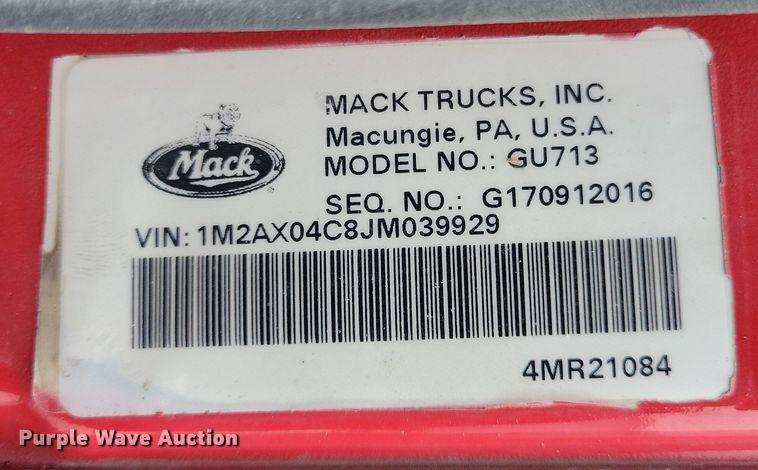 MACK TRUCKS, INC.
Macungie, PA, U.S.A.
MODEL NO.: GU713
Mack
SEQ. NO.: G170912016
VIN: 1M2AX04C8JM039929
4MR21084
Purple Wave Auction